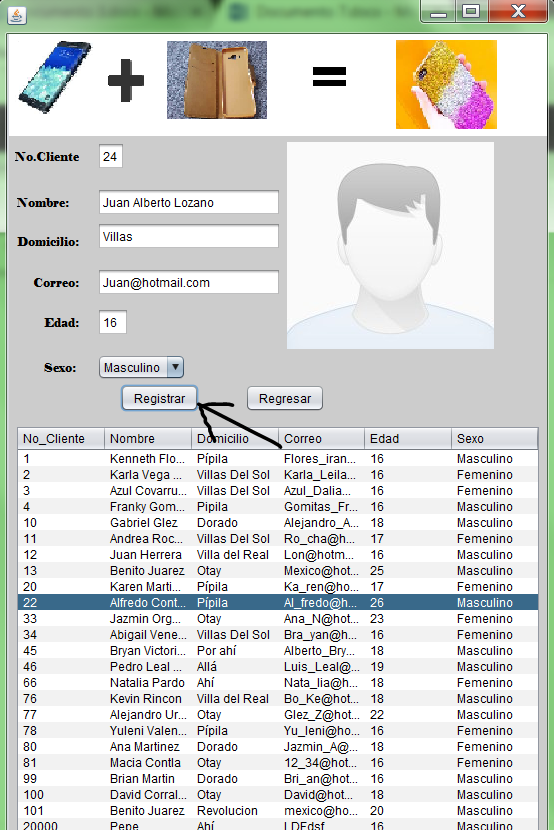 No.Cliente 24
Nombre: Juan Alberto Lozano
Domicilio: Villas
Correo: Juan@hotmail.com
Edad: 16
Sexo: Masculino
Registrar Regresar
No_Cliente Nombre Domicilio Correo Edad Sexo
1 Kenneth Flo... Pípila Flores_iran... 16 Masculino
2 Karla Vega ... Villas Del Sol Karla_Leila... 16 Femenino
3 Azul Covarru... Villas Del Sol Azul_Dalia... 16 Femenino
4 Franky Gom... Pipila Gomitas_Fr... 16 Masculino
10 Gabriel Glez Dorado Alejandro_A... 18 Masculino
11 Andrea Roc... Villas Del Sol Ro_cha@h... 17 Femenino
12 Juan Herrera Villa del Real Lon@hotm... 16 Masculino
13 Benito Juarez Otay Mexico@hot... 25 Masculino
20 Karen Marti... Pípila Ka_ren@ho... 17 Femenino
22 Alfredo Cont... Pípila Al_fredo@h... 26 Masculino
33 Jazmin Org... Otay Ana_N@hot... 23 Femenino
34 Abigail Vene... Villas Del Sol Bra_yan@h... 16 Femenino
45 Bryan Victori... Por ahí Alberto_Bry... 18 Masculino
46 Pedro Leal ... Allá Luis_Leal@... 19 Masculino
66 Natalia Pardo Ahí Nata_lia@h... 18 Femenino
76 Kevin Rincon Villa del Real Bo_Ke@hot... 18 Masculino
77 Alejandro Ur... Otay Glez_Z@hot... 22 Masculino
78 Yuleni Valen... Pípila Yu_leni@ho... 16 Femenino
80 Ana Martinez Dorado Jazmin_A@... 18 Femenino
81 Macia Contla Otay 12_34@hot... 16 Femenino
99 Brian Martin Dorado Bri_an@hot... 16 Masculino
100 David Corral... Otay David@hot... 18 Masculino
101 Benito Juarez Revolucion mexico@ho... 20 Masculino
20000 Pepe Ahí LDFdsf 16 Masculino